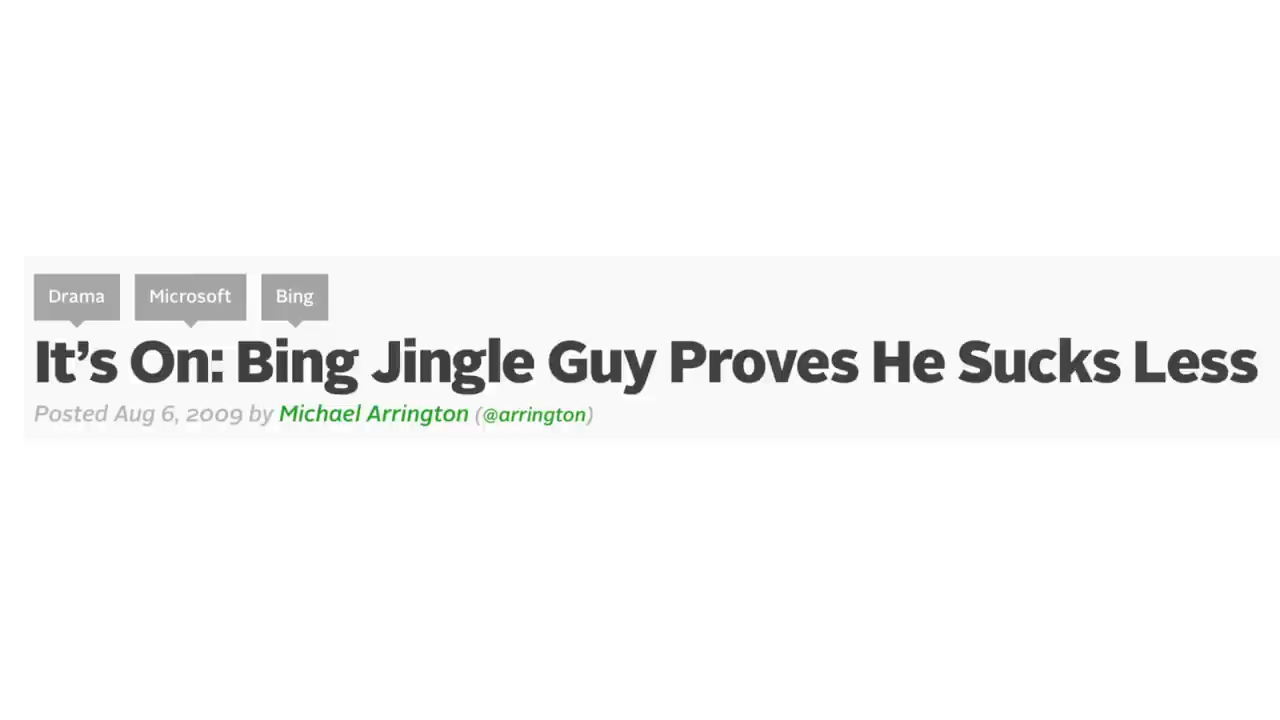 Drama Microsoft Bing
It’s On: Bing Jingle Guy Proves He Sucks Less
Posted Aug 6, 2009 by Michael Arrington (@arrington)